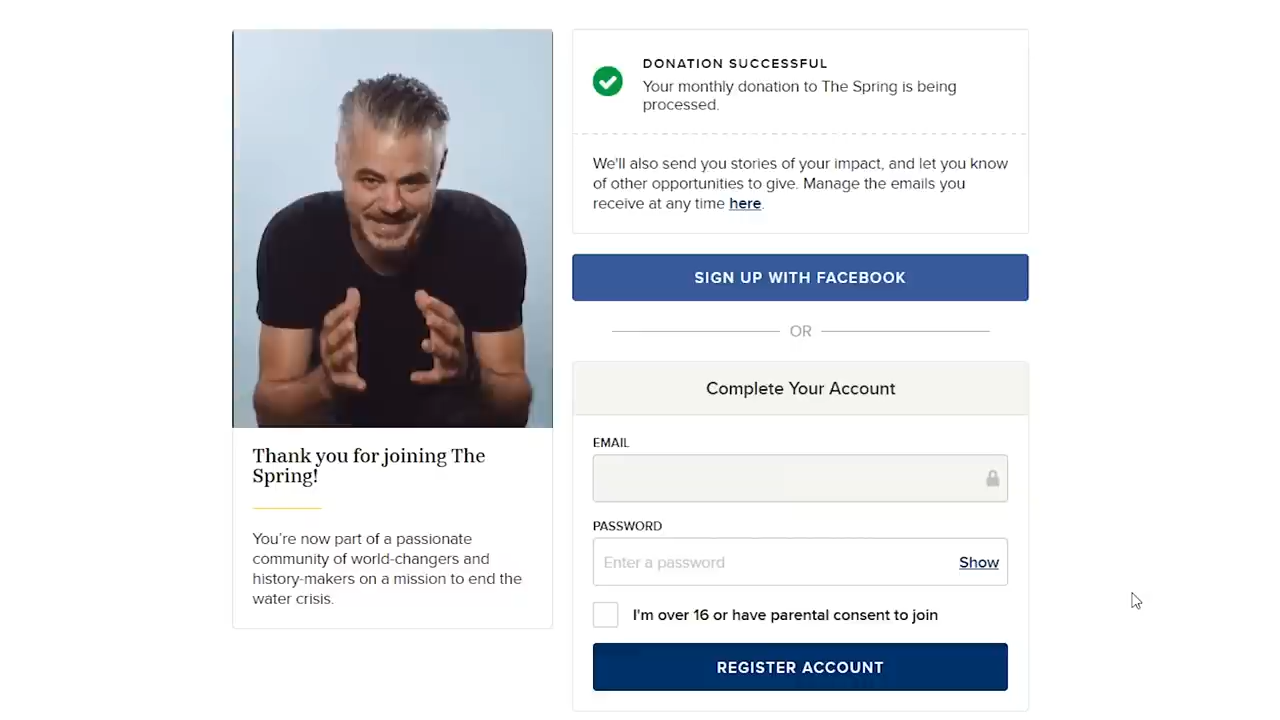 Thank you for joining The
Spring!
You're now part of a passionate
community of world-changers and
history-makers on a mission to end the
water crisis.
DONATION SUCCESSFUL
Your monthly donation to The Spring is being
processed.
We'll also send you stories of your impact, and let you know
of other opportunities to give. Manage the emails you
receive at any time here.
SIGN UP WITH FACEBOOK
OR
Complete Your Account
EMAIL
PASSWORD
Enter a password Show
I'm over 16 or have parental consent to join
REGISTER ACCOUNT